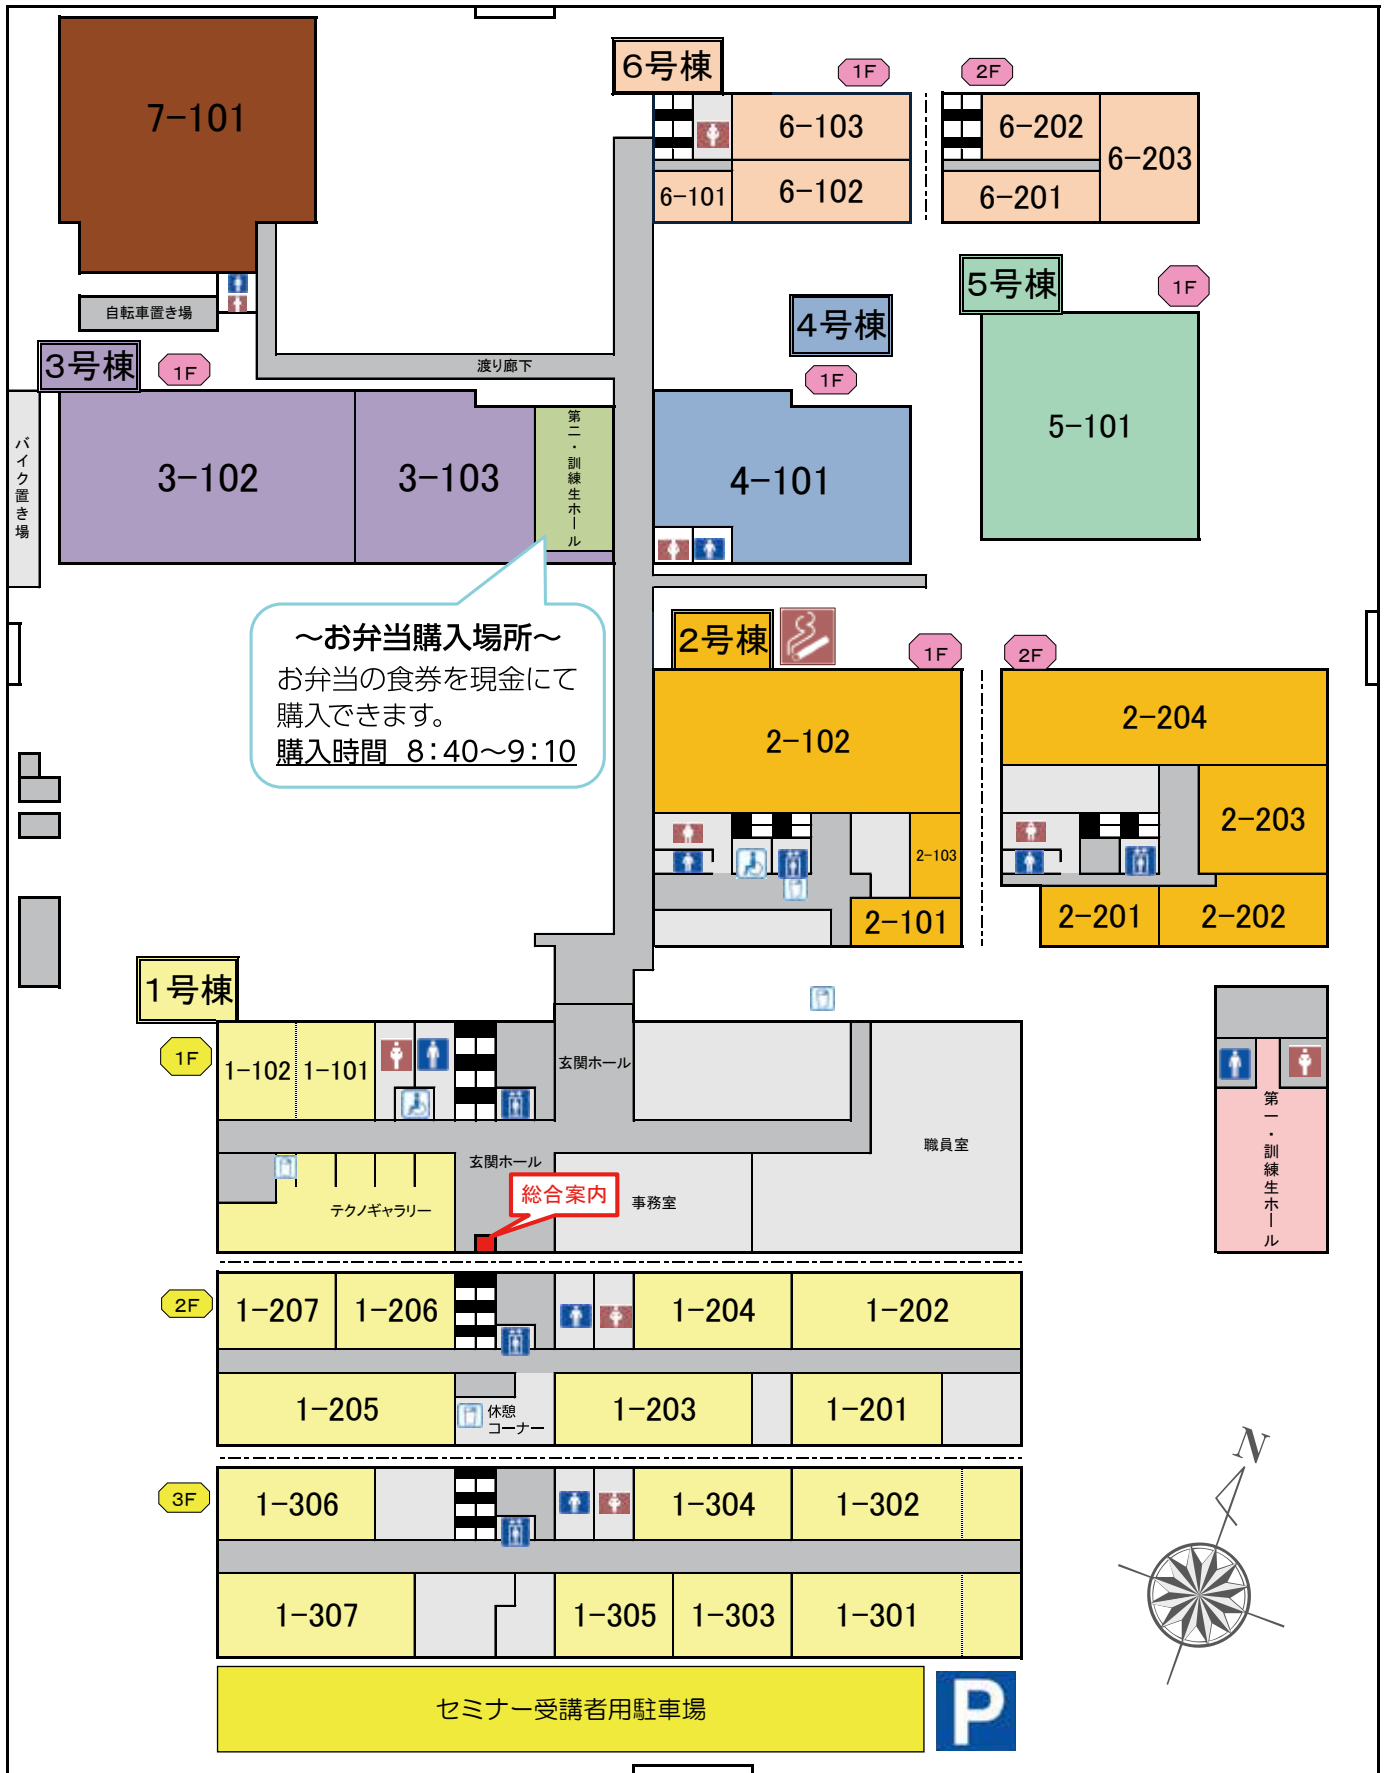 7−101
自転車置き場
6号棟
1F
6−103
6−101
6−102
2F
6−202
6−203
6−201
5号棟
1F
5−101
4号棟
1F
4−101
渡り廊下
3号棟
1F
バイク置き場
3−102
3−103
第二・訓練生ホール
～お弁当購入場所～
お弁当の食券を現金にて
購入できます。
購入時間 8：40～9：10
2号棟
1F
2−102
2−103
2−101
2F
2−204
2−203
2−201
2−202
1号棟
1F
1−102
1−101
玄関ホール
玄関ホール
職員室
事務室
テクノギャラリー
総合案内
第一・訓練生ホール
2F
1−207
1−206
1−204
1−202
1−205
休憩
コーナー
1−203
1−201
3F
1−306
1−304
1−302
1−307
1−305
1−303
1−301
N
セミナー受講者用駐車場
P